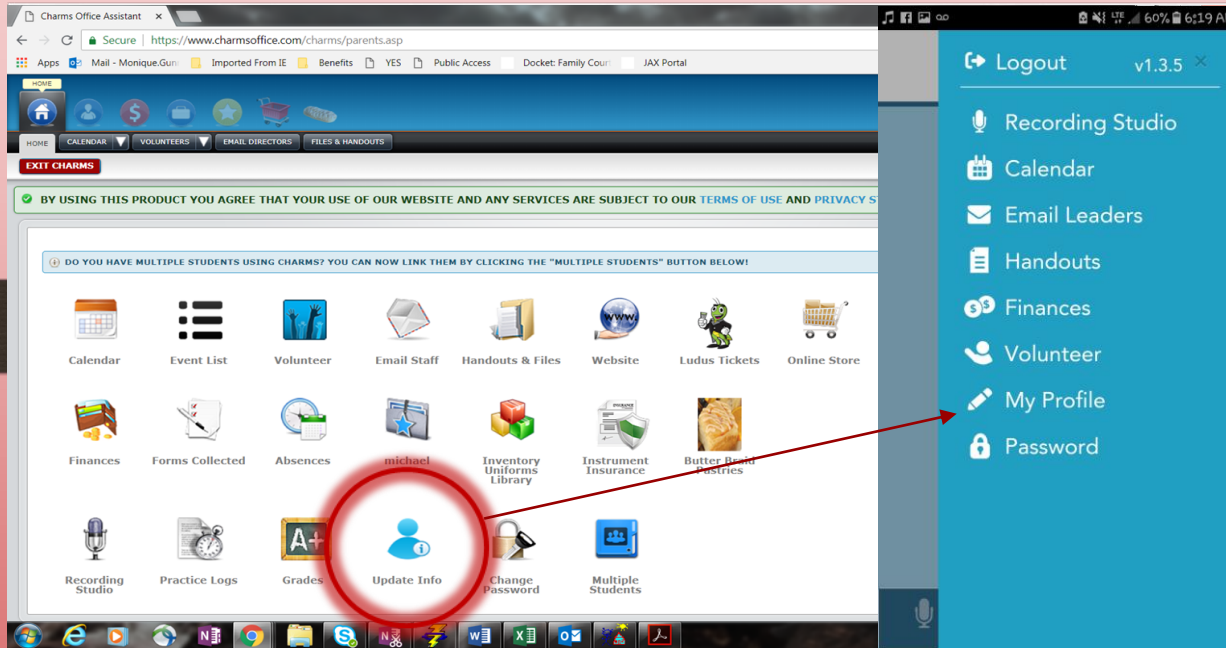 Charms Office Assistant ×
Secure | https://www.charmsoffice.com/charms/parents.asp
Apps Mail - Monique.Gun Imported From IE Benefits YES Public Access Docket: Family Court JAX Portal
HOME
HOME CALENDAR VOLUNTEERS EMAIL DIRECTORS FILES & HANDOUTS
EXIT CHARMS
BY USING THIS PRODUCT YOU AGREE THAT YOUR USE OF OUR WEBSITE AND ANY SERVICES ARE SUBJECT TO OUR TERMS OF USE AND PRIVACY S
DO YOU HAVE MULTIPLE STUDENTS USING CHARMS? YOU CAN NOW LINK THEM BY CLICKING THE "MULTIPLE STUDENTS" BUTTON BELOW!
WWW.
Calendar Event List Volunteer Email Staff Handouts & Files Website Ludus Tickets Online Store
INSURANCE
Finances Forms Collected Absences michael Inventory Uniforms Library Instrument Insurance Butter Braid Pastries
A+
Recording Studio Practice Logs Grades Update Info Change Password Multiple Students
LTE 60% 6:19 A
Logout v1.3.5 ×
Recording Studio
Calendar
Email Leaders
Handouts
Finances
Volunteer
My Profile
Password